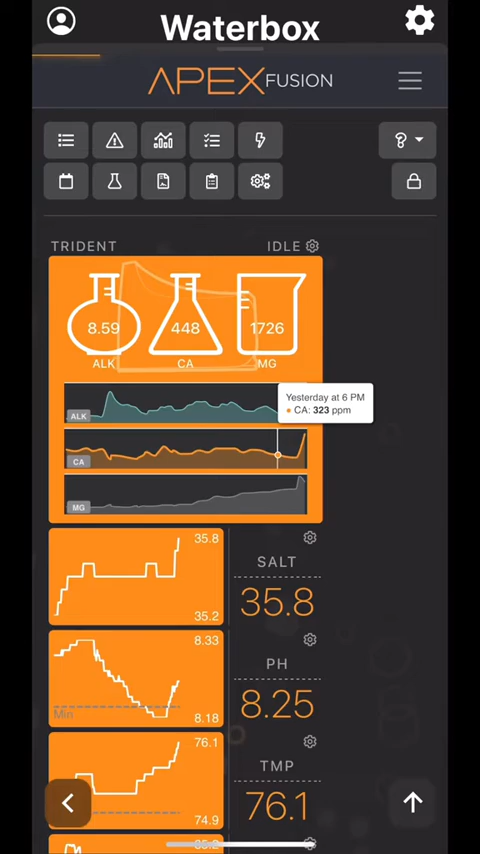 Waterbox
APEX FUSION
TRIDENT
IDLE
8.59
448
1726
ALK
CA
MG
ALK
Yesterday at 6 PM
CA: 323 ppm
CA
MG
35.8
35.2
SALT
35.8
8.33
Min
8.18
PH
8.25
76.1
74.9
TMP
76.1